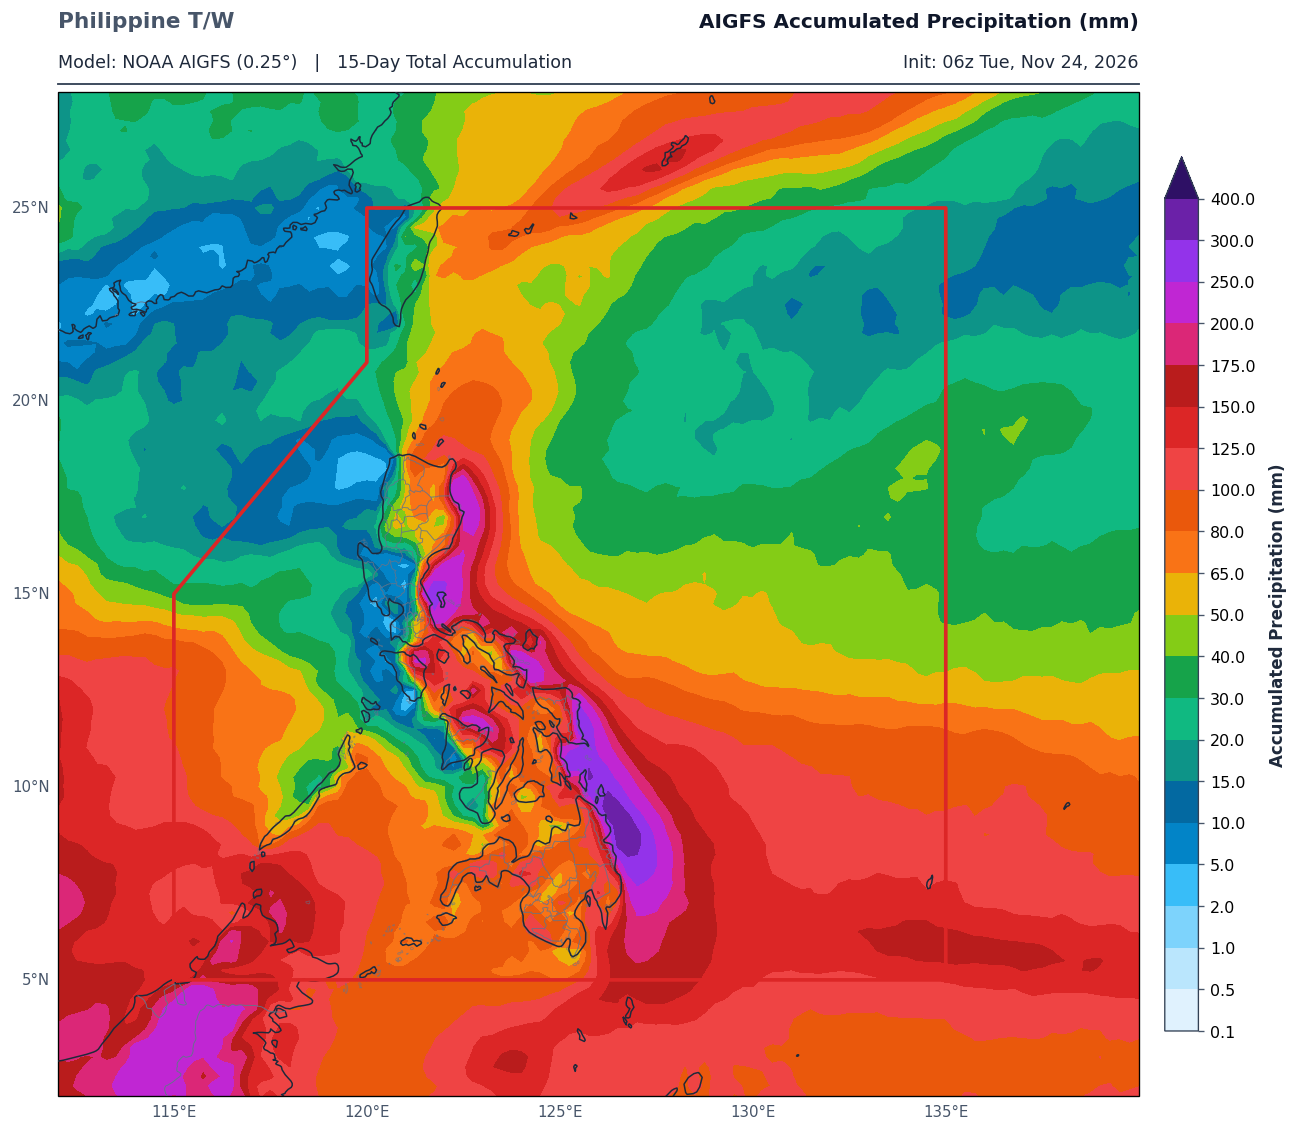 Philippine T/W
AIGFS Accumulated Precipitation (mm)
Model: NOAA AIGFS (0.25°)   |   15-Day Total Accumulation
Init: 06z Tue, Nov 24, 2026
25°N
20°N
15°N
10°N
5°N
115°E
120°E
125°E
130°E
135°E
400.0
300.0
250.0
200.0
175.0
150.0
125.0
100.0
80.0
65.0
50.0
40.0
30.0
20.0
15.0
10.0
5.0
2.0
1.0
0.5
0.1
Accumulated Precipitation (mm)